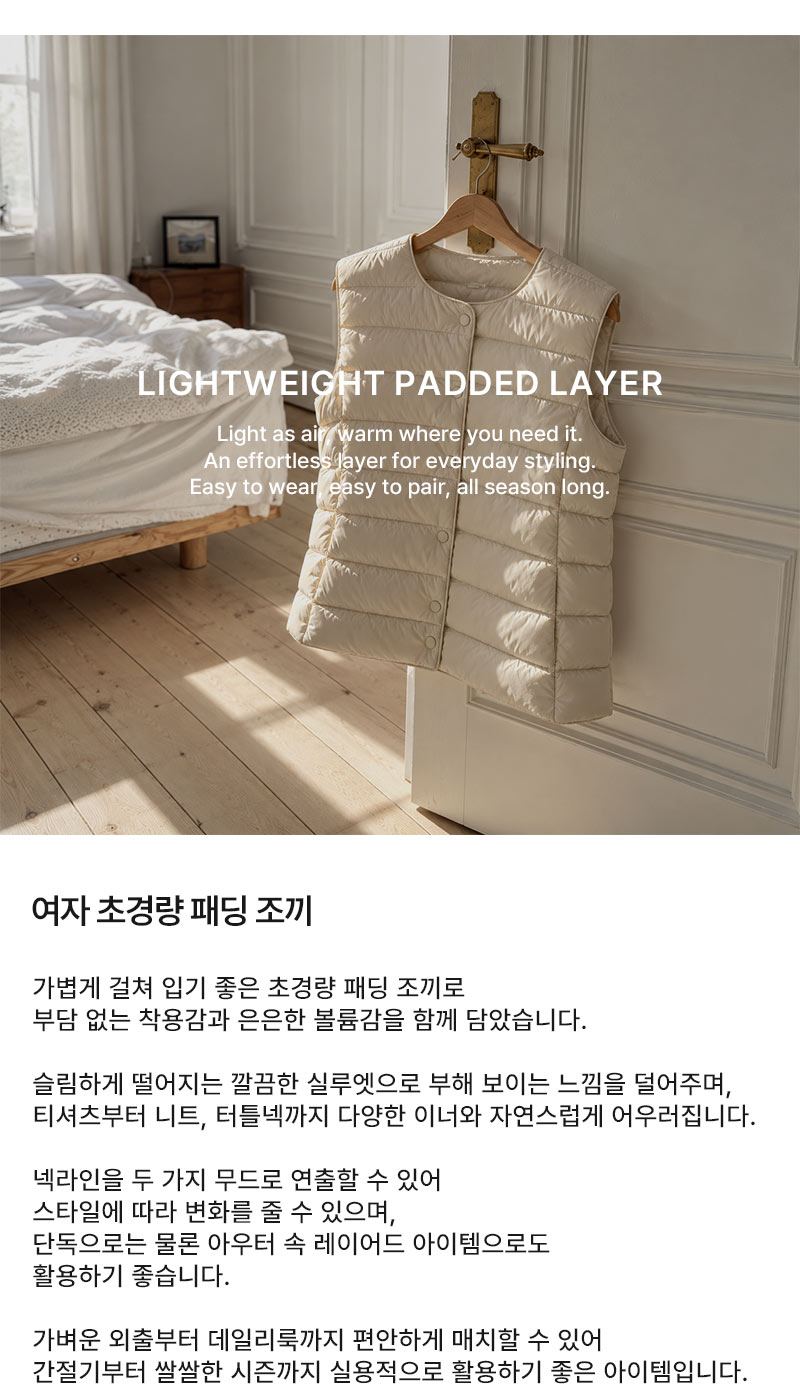 LIGHTWEIGHT PADDED LAYER
Light as air, warm where you need it.
An effortless layer for everyday styling.
Easy to wear, easy to pair, all season long.
여자 초경량 패딩 조끼
가볍게 걸쳐 입기 좋은 초경량 패딩 조끼로
부담 없는 착용감과 은은한 볼륨감을 함께 담았습니다.
슬림하게 떨어지는 깔끔한 실루엣으로 부해 보이는 느낌을 덜어주며,
티셔츠부터 니트, 터틀넥까지 다양한 이너와 자연스럽게 어우러집니다.
넥라인을 두 가지 무드로 연출할 수 있어
스타일에 따라 변화를 줄 수 있으며,
단독으로는 물론 아우터 속 레이어드 아이템으로도
활용하기 좋습니다.
가벼운 외출부터 데일리룩까지 편안하게 매치할 수 있어
간절기부터 쌀쌀한 시즌까지 실용적으로 활용하기 좋은 아이템입니다.